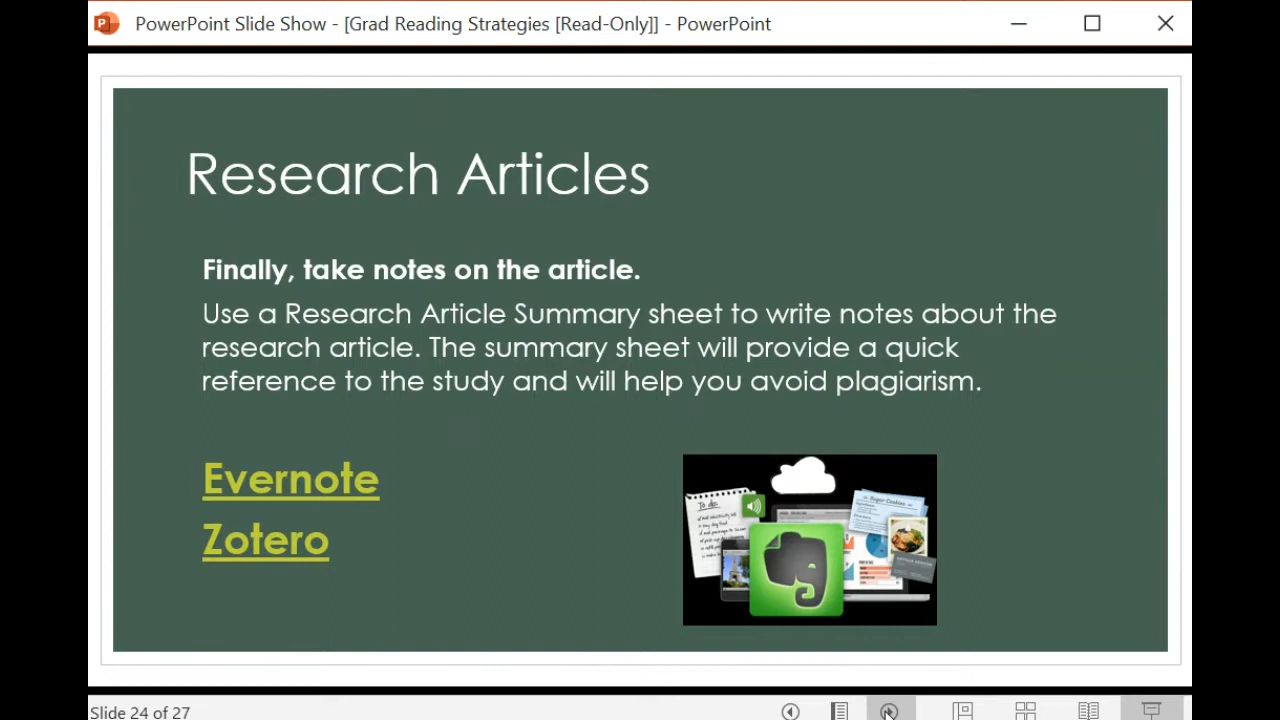 PowerPoint Slide Show - [Grad Reading Strategies [Read-Only]] - PowerPoint
Research Articles
Finally, take notes on the article.
Use a Research Article Summary sheet to write notes about the
research article. The summary sheet will provide a quick
reference to the study and will help you avoid plagiarism.
Evernote
Zotero
To do:
Slide 24 of 27